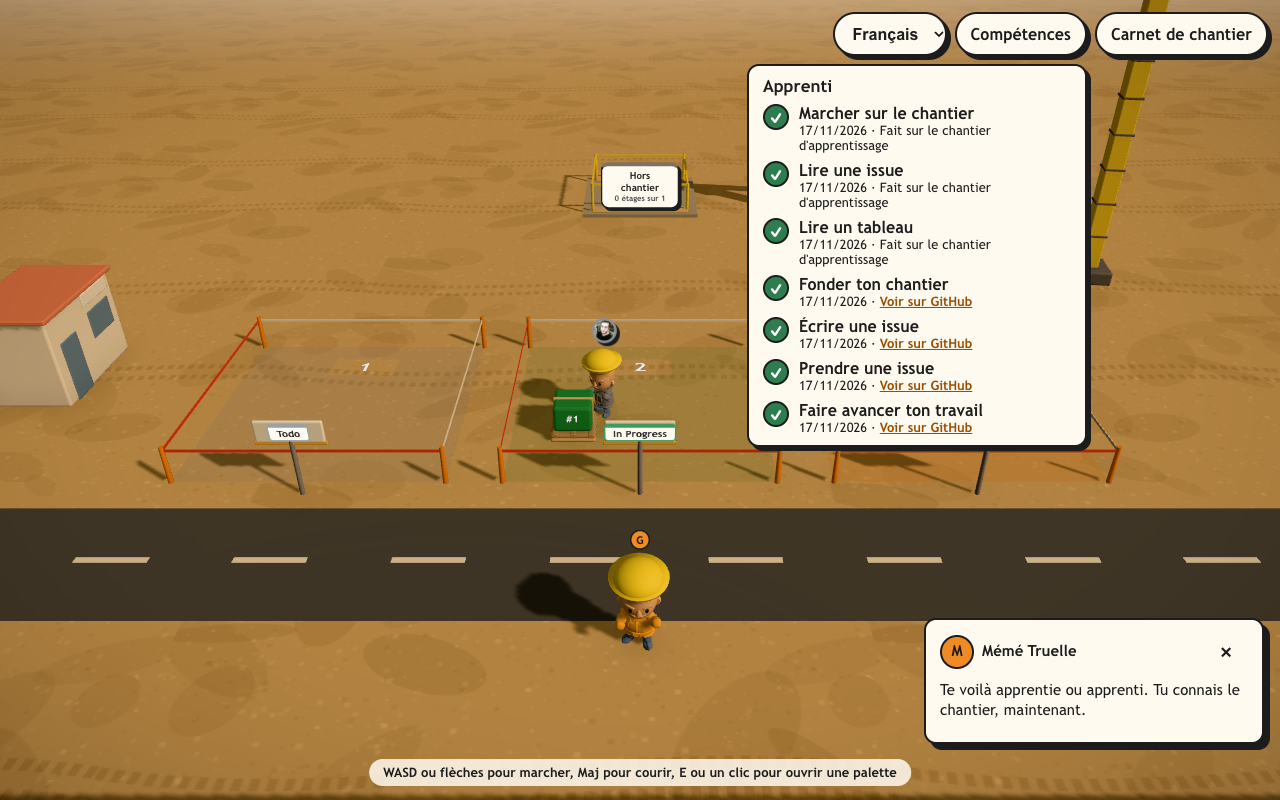 Français
Compétences
Carnet de chantier
Apprenti
Marcher sur le chantier
17/11/2026 · Fait sur le chantier
d'apprentissage
Lire une issue
17/11/2026 · Fait sur le chantier
d'apprentissage
Lire un tableau
17/11/2026 · Fait sur le chantier
d'apprentissage
Fonder ton chantier
17/11/2026 · Voir sur GitHub
Écrire une issue
17/11/2026 · Voir sur GitHub
Prendre une issue
17/11/2026 · Voir sur GitHub
Faire avancer ton travail
17/11/2026 · Voir sur GitHub
Hors
chantier
0 étages sur 1
1
2
#1
Todo
In Progress
G
M
Mémé Truelle
×
Te voilà apprentie ou apprenti. Tu connais le
chantier, maintenant.
WASD ou flèches pour marcher, Maj pour courir, E ou un clic pour ouvrir une palette